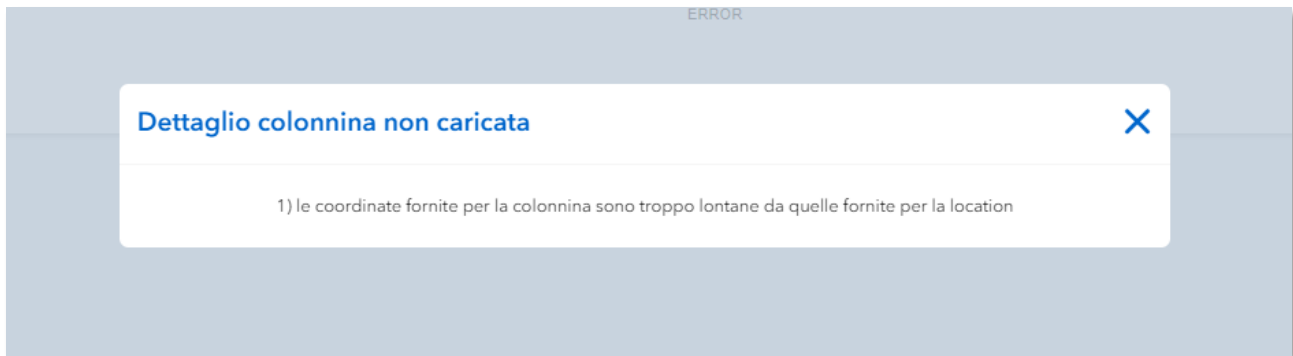 ERROR
Dettaglio colonnina non caricata
1) le coordinate fornite per la colonnina sono troppo lontane da quelle fornite per la location